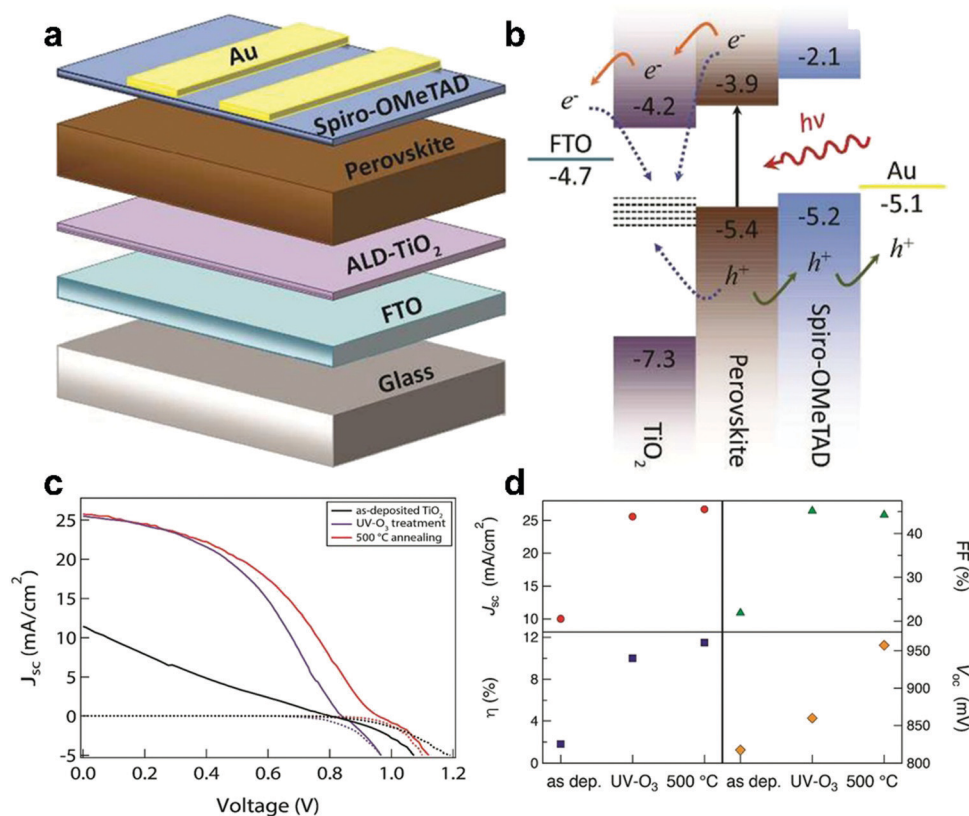 a
Au
Spiro-OMeTAD
Perovskite
ALD-TiO₂
FTO
Glass
b
e⁻
e⁻
e⁻
-2.1
-3.9
-4.2
hν
FTO
-4.7
Au
-5.1
-5.2
-5.4
h⁺
h⁺
h⁺
-7.3
TiO₂
Perovskite
Spiro-OMeTAD
c
as-deposited TiO₂
UV-O₃ treatment
500 °C annealing
J_sc (mA/cm²)
25
20
15
10
5
0
-5
0.0 0.2 0.4 0.6 0.8 1.0 1.2
Voltage (V)
d
J_sc (mA/cm²)
25
20
15
10
FF (%)
40
30
20
η (%)
12
8
4
0
V_oc (mV)
950
900
850
800
as dep. UV-O₃ 500 °C as dep. UV-O₃ 500 °C